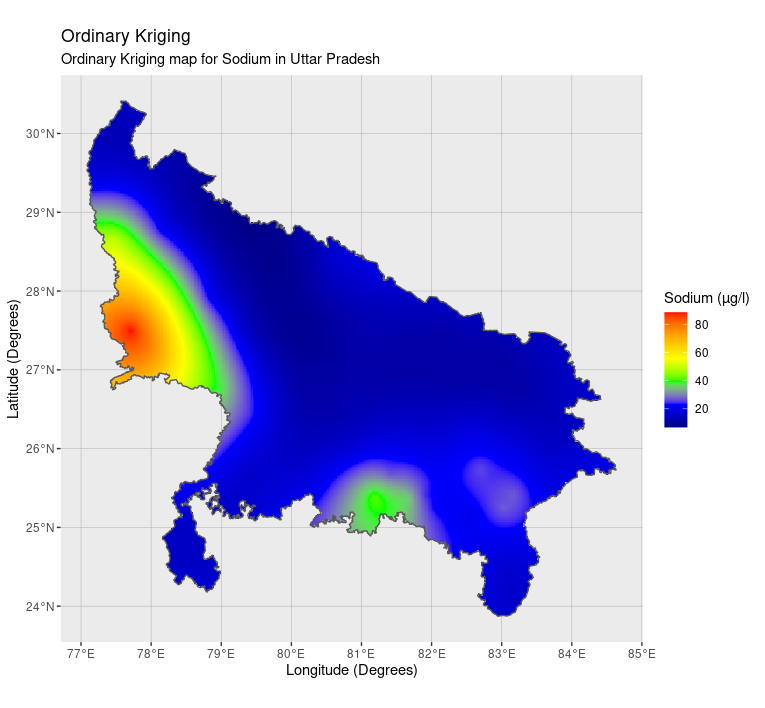 Ordinary Kriging
Ordinary Kriging map for Sodium in Uttar Pradesh
30°N
29°N
28°N
27°N
26°N
25°N
24°N
Latitude (Degrees)
77°E 78°E 79°E 80°E 81°E 82°E 83°E 84°E 85°E
Longitude (Degrees)
Sodium (μg/l)
80
60
40
20